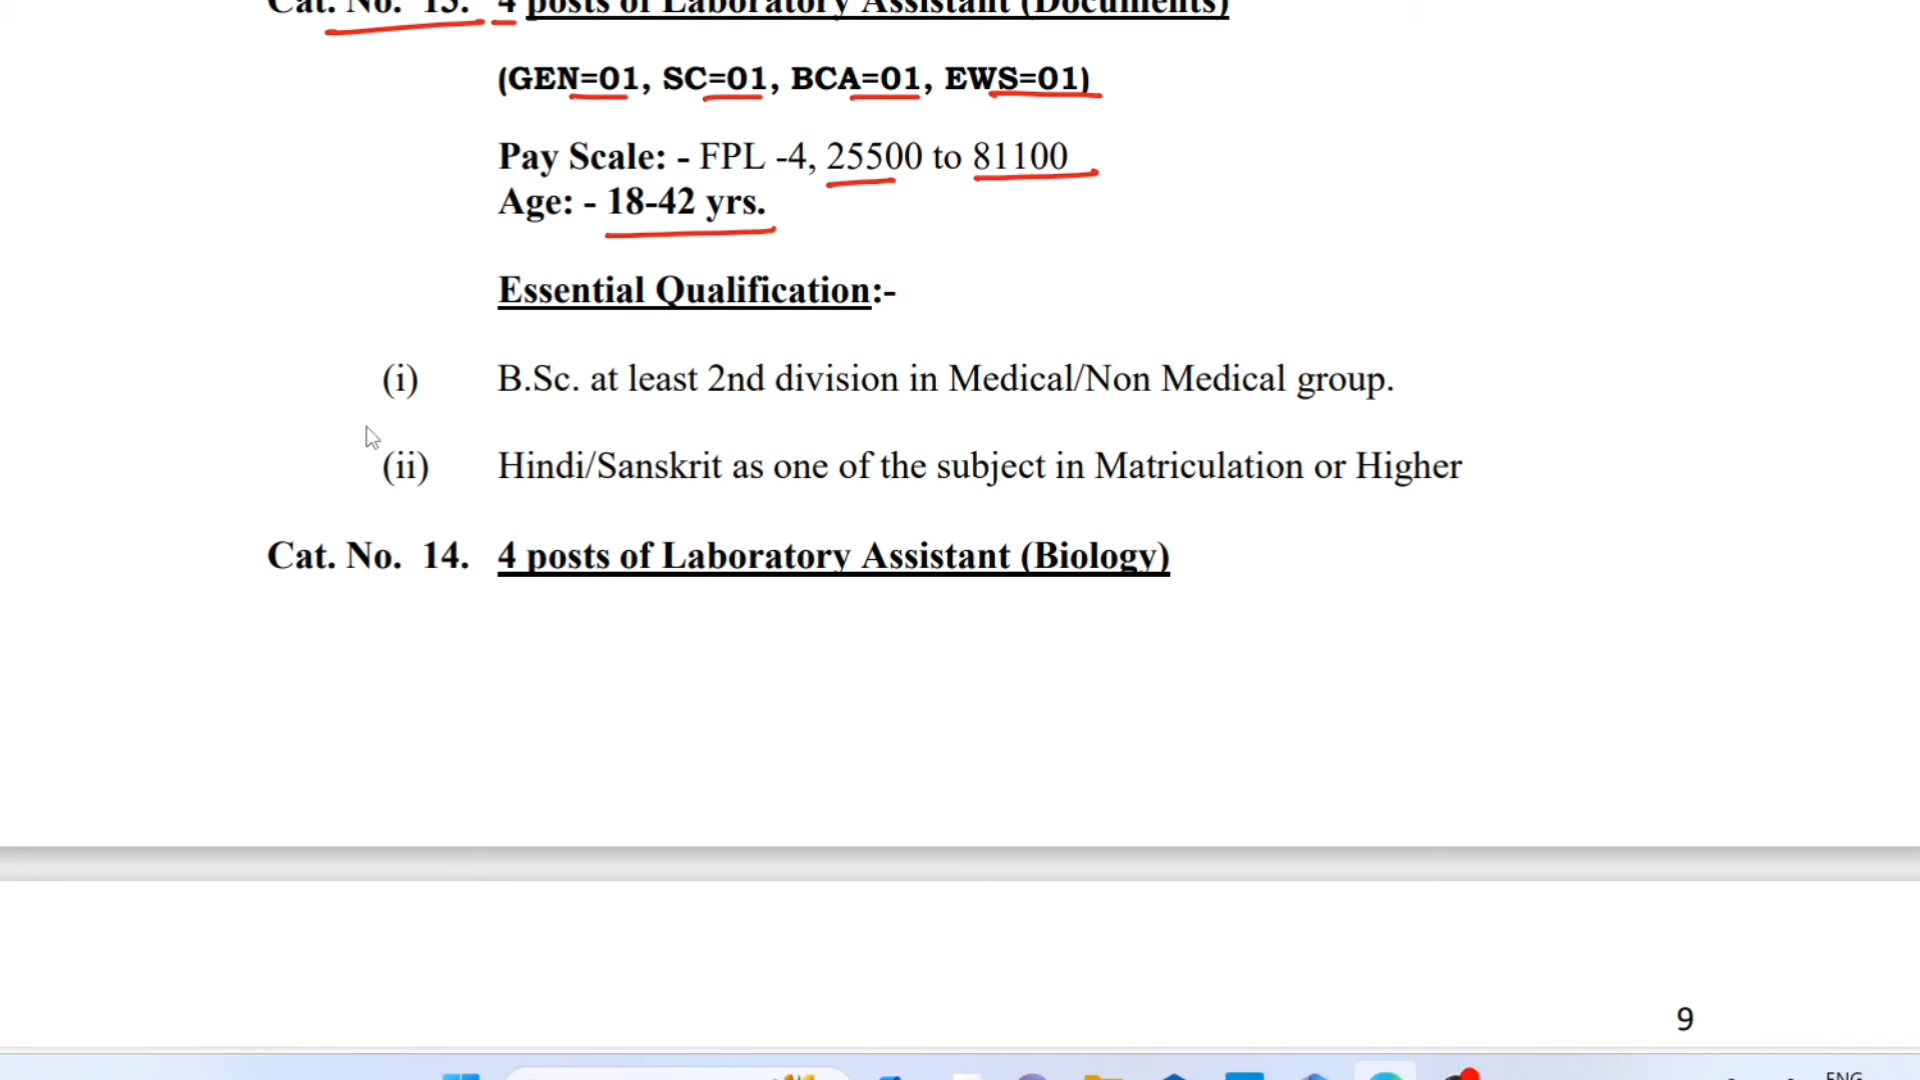 Cat. No. 13. 4 posts of Laboratory Assistant (Documents)
(GEN=01, SC=01, BCA=01, EWS=01)
Pay Scale: - FPL -4, 25500 to 81100
Age: - 18-42 yrs.
Essential Qualification:-
(i) B.Sc. at least 2nd division in Medical/Non Medical group.
(ii) Hindi/Sanskrit as one of the subject in Matriculation or Higher
Cat. No. 14. 4 posts of Laboratory Assistant (Biology)
9
ENG